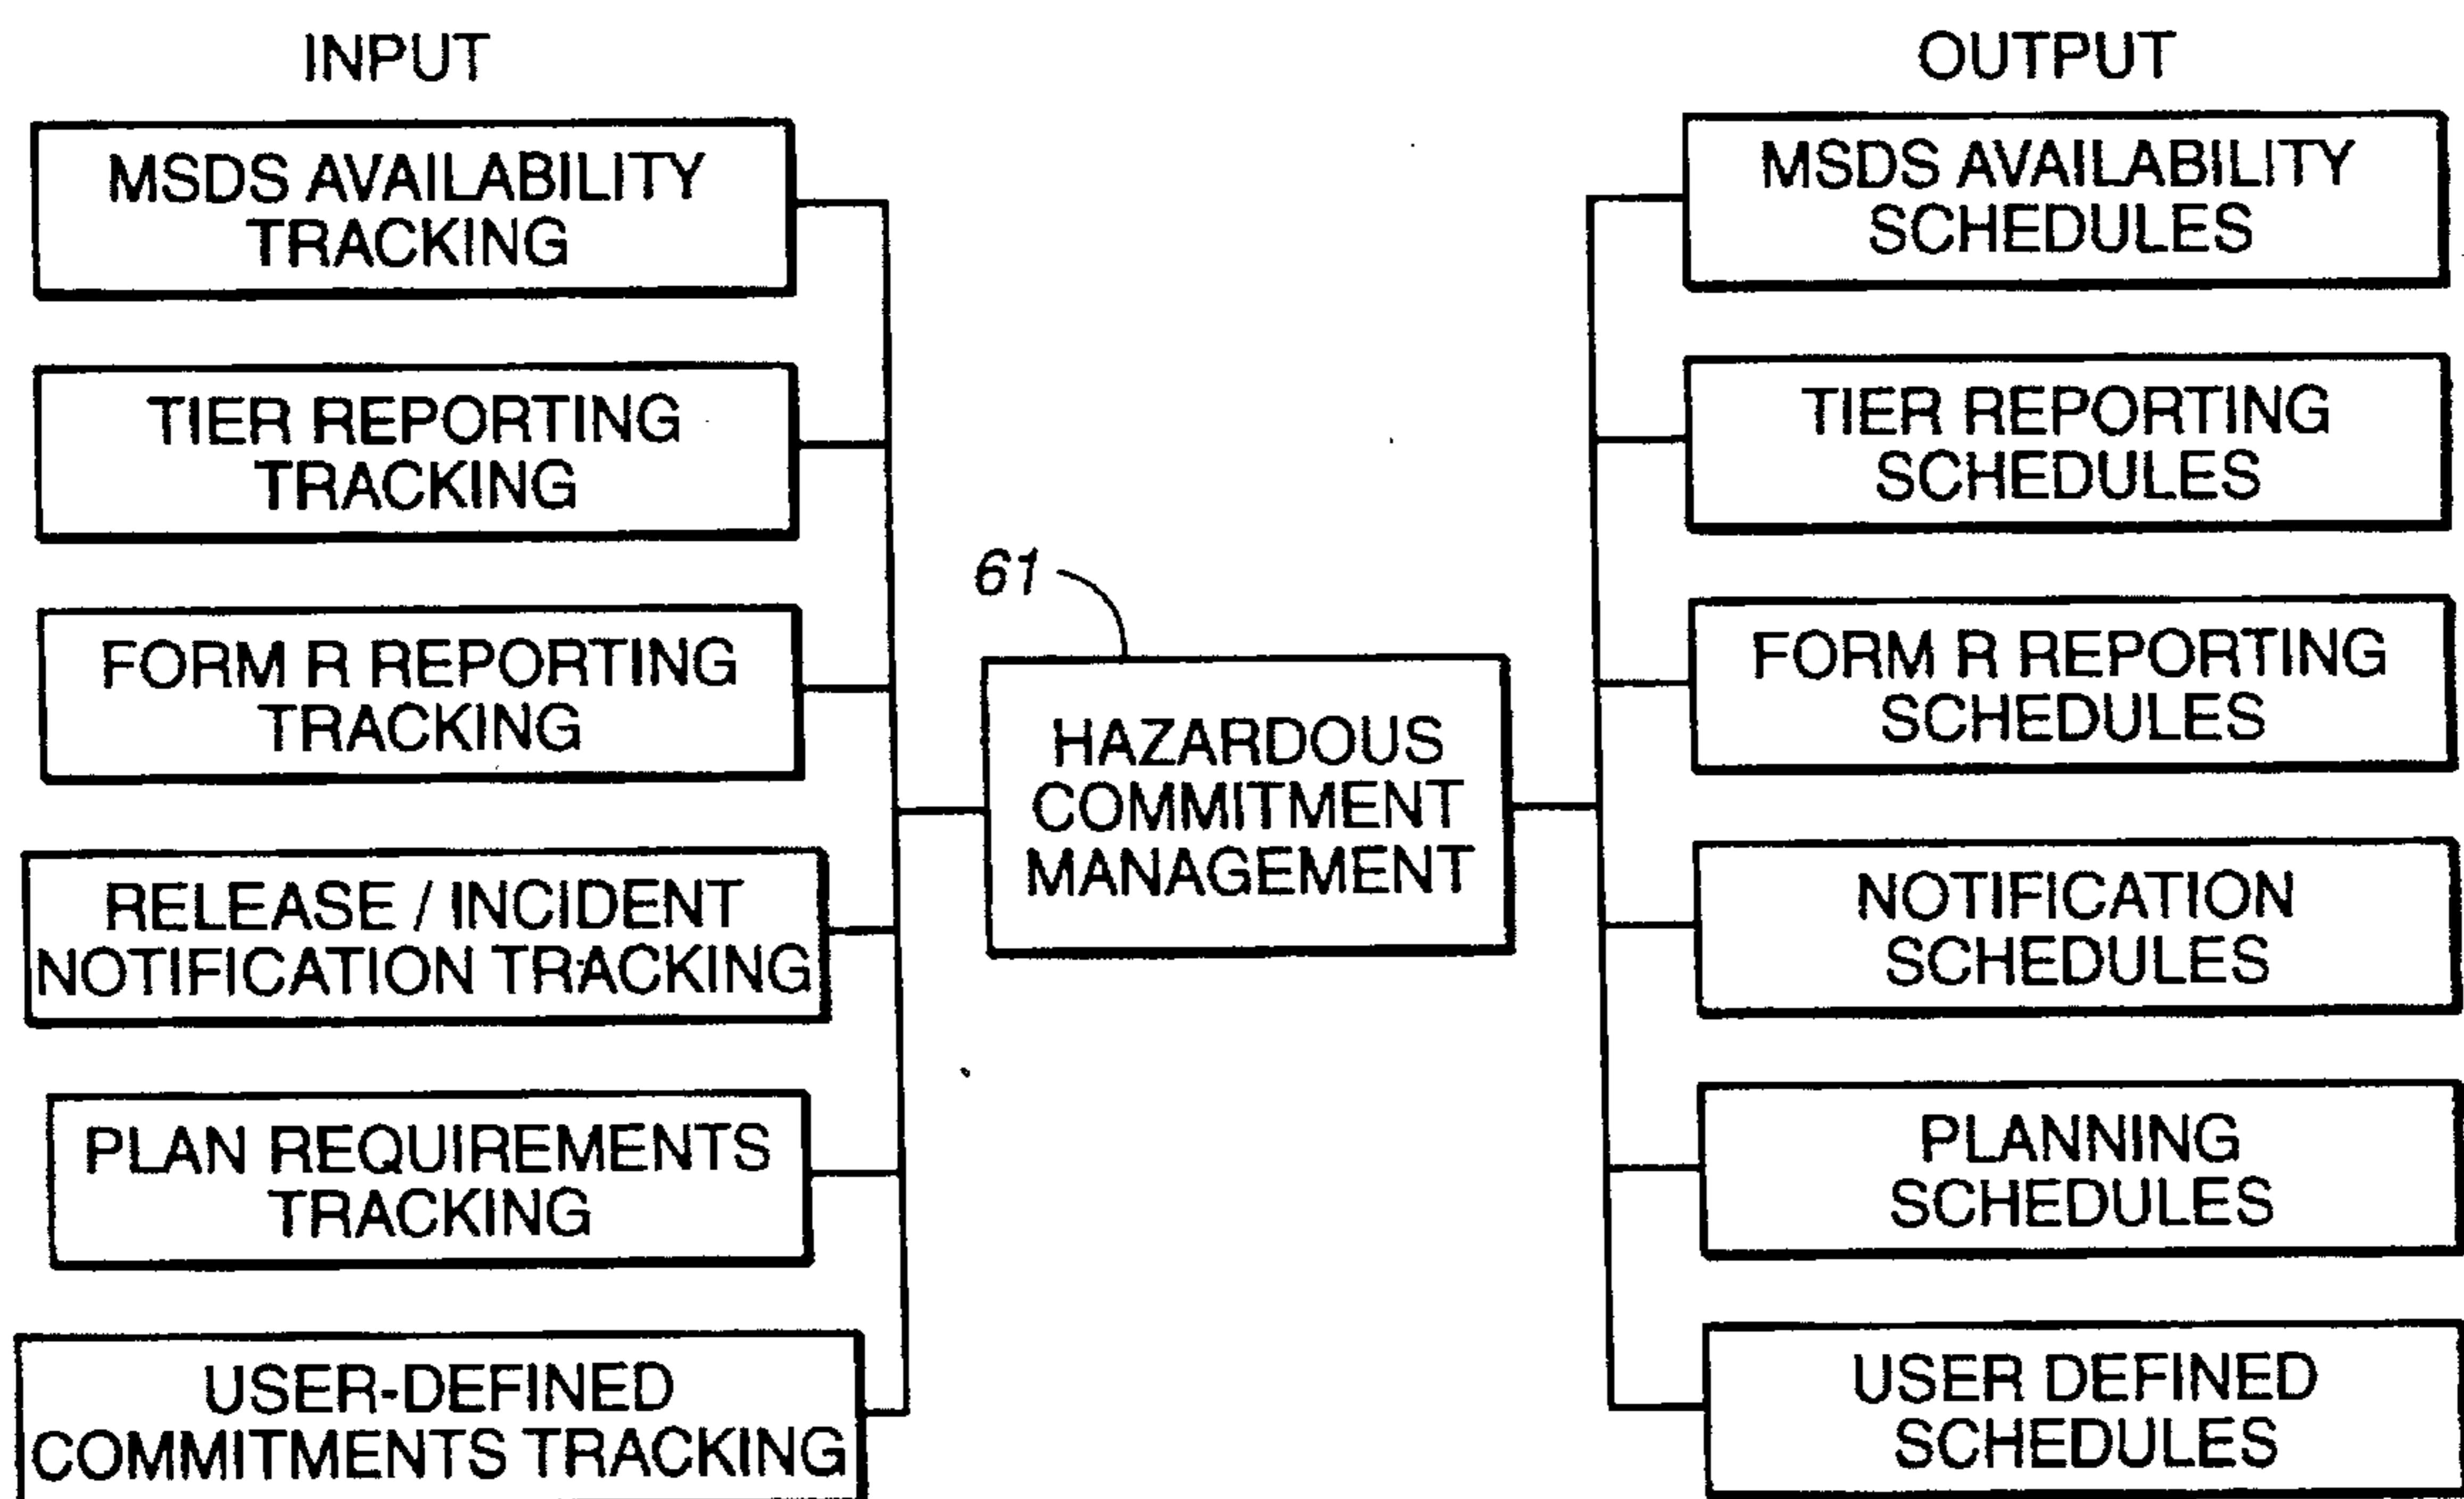 INPUT
MSDS AVAILABILITY
TRACKING
TIER REPORTING
TRACKING
FORM R REPORTING
TRACKING
RELEASE / INCIDENT
NOTIFICATION TRACKING
PLAN REQUIREMENTS
TRACKING
USER-DEFINED
COMMITMENTS TRACKING
61
HAZARDOUS
COMMITMENT
MANAGEMENT
OUTPUT
MSDS AVAILABILITY
SCHEDULES
TIER REPORTING
SCHEDULES
FORM R REPORTING
SCHEDULES
NOTIFICATION
SCHEDULES
PLANNING
SCHEDULES
USER DEFINED
SCHEDULES